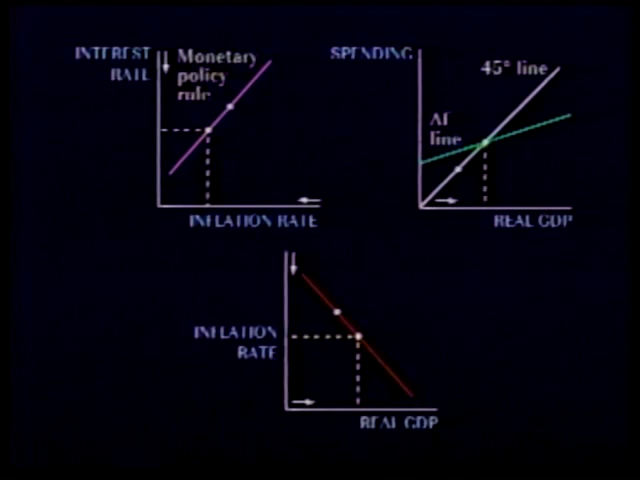 INTEREST
RATE
Monetary
policy
rule
INFLATION RATE
SPENDING
45° line
AE
line
REAL GDP
INFLATION
RATE
REAL GDP